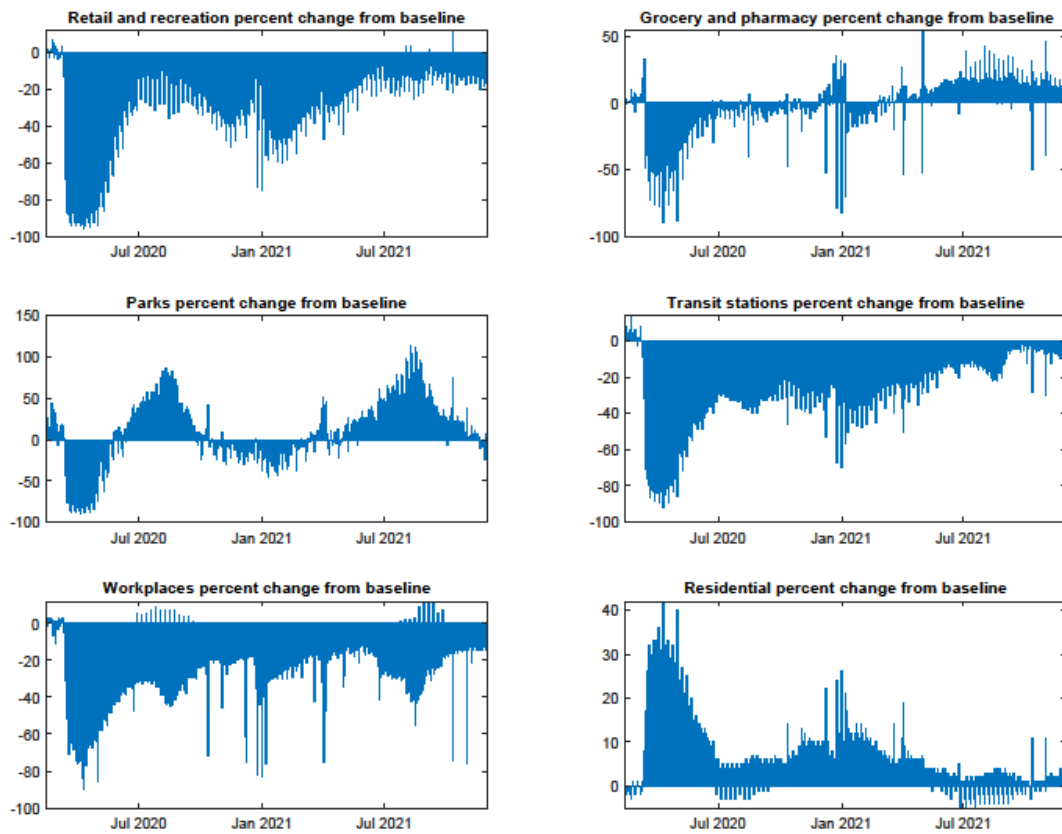 Retail and recreation percent change from baseline
0
-20
-40
-60
-80
-100
Jul 2020 Jan 2021 Jul 2021
Grocery and pharmacy percent change from baseline
50
0
-50
-100
Jul 2020 Jan 2021 Jul 2021
Parks percent change from baseline
150
100
50
0
-50
-100
Jul 2020 Jan 2021 Jul 2021
Transit stations percent change from baseline
0
-20
-40
-60
-80
-100
Jul 2020 Jan 2021 Jul 2021
Workplaces percent change from baseline
0
-20
-40
-60
-80
-100
Jul 2020 Jan 2021 Jul 2021
Residential percent change from baseline
40
30
20
10
0
Jul 2020 Jan 2021 Jul 2021